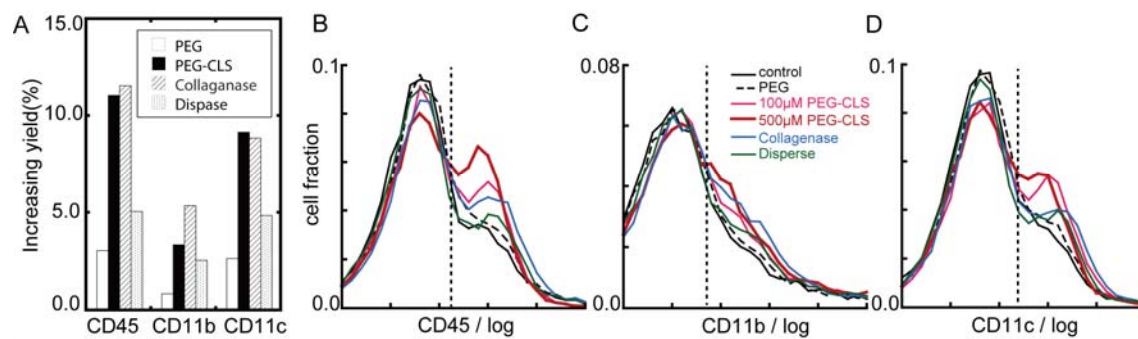 A
Increasing yield(%)
15.0
10.0
5.0
0.0
PEG
PEG-CLS
Collaganase
Dispase
CD45 CD11b CD11c
B
cell fraction
0.1
0.0
CD45 / log
C
0.08
0.00
control
PEG
100μM PEG-CLS
500μM PEG-CLS
Collagenase
Disperse
CD11b / log
D
0.1
0.0
CD11c / log